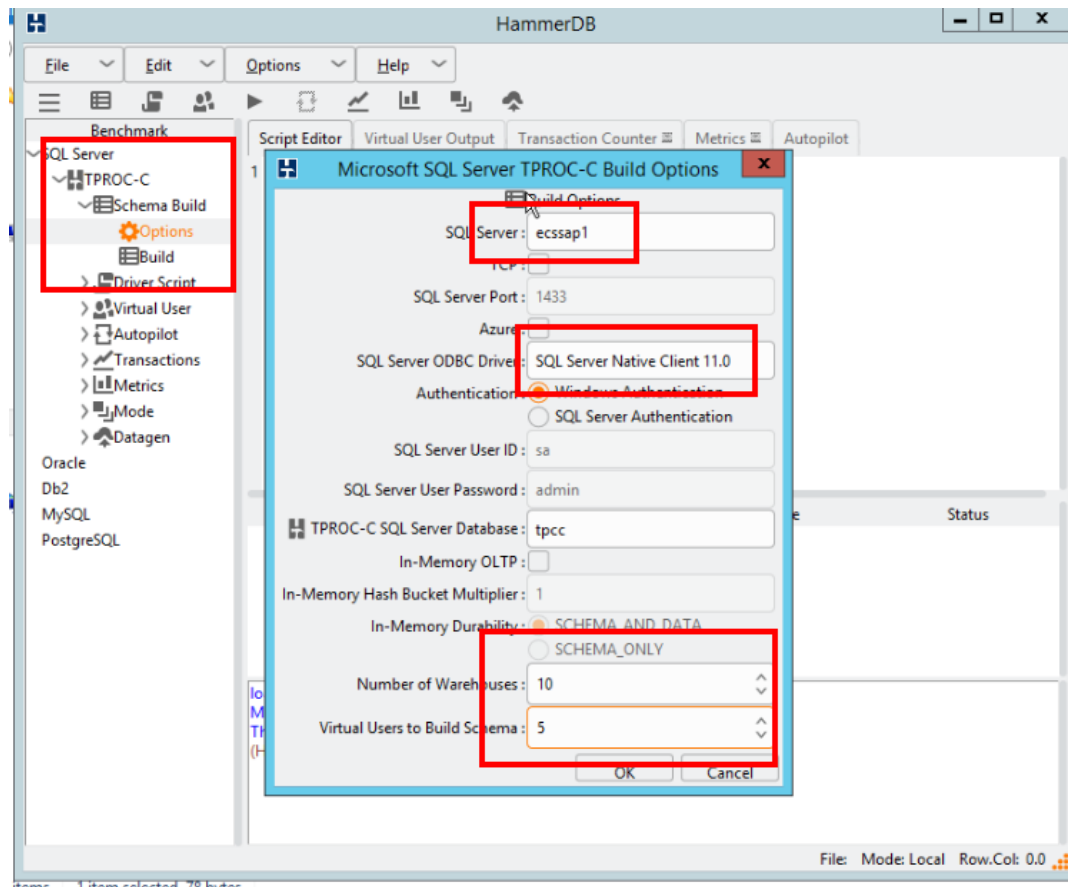 HammerDB
File Edit Options Help
Benchmark
SQL Server
TPROC-C
Schema Build
Options
Build
Driver Script
Virtual User
Autopilot
Transactions
Metrics
Mode
Datagen
Oracle
Db2
MySQL
PostgreSQL
Script Editor Virtual User Output Transaction Counter Metrics Autopilot
1
Microsoft SQL Server TPROC-C Build Options
Build Options
SQL Server : ecssap1
TCP :
SQL Server Port : 1433
Azure :
SQL Server ODBC Driver : SQL Server Native Client 11.0
Authentication : Windows Authentication
SQL Server Authentication
SQL Server User ID : sa
SQL Server User Password : admin
TPROC-C SQL Server Database : tpcc
In-Memory OLTP :
In-Memory Hash Bucket Multiplier : 1
In-Memory Durability : SCHEMA_AND_DATA
SCHEMA_ONLY
Number of Warehouses : 10
Virtual Users to Build Schema : 5
OK Cancel
Status
File: Mode: Local Row.Col: 0.0
1 item selected 78 bytes